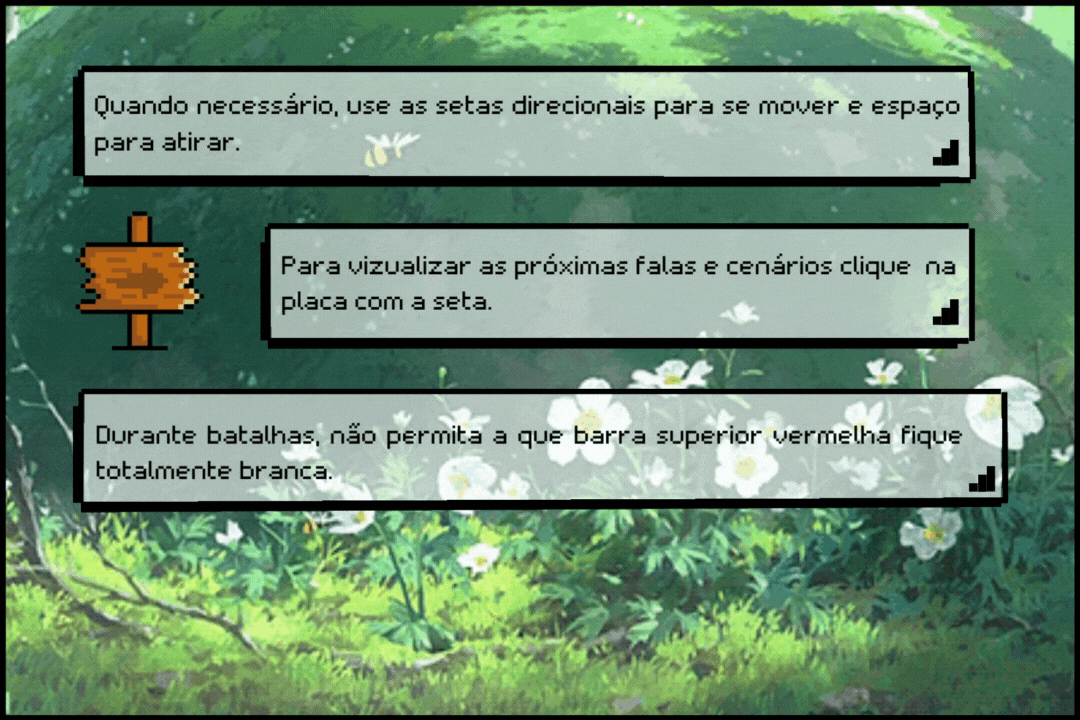 Quando necessário, use as setas direcionais para se mover e espaço
para atirar.
Para vizualizar as próximas falas e cenários clique na
placa com a seta.
Durante batalhas, não permita a que barra superior vermelha fique
totalmente branca.